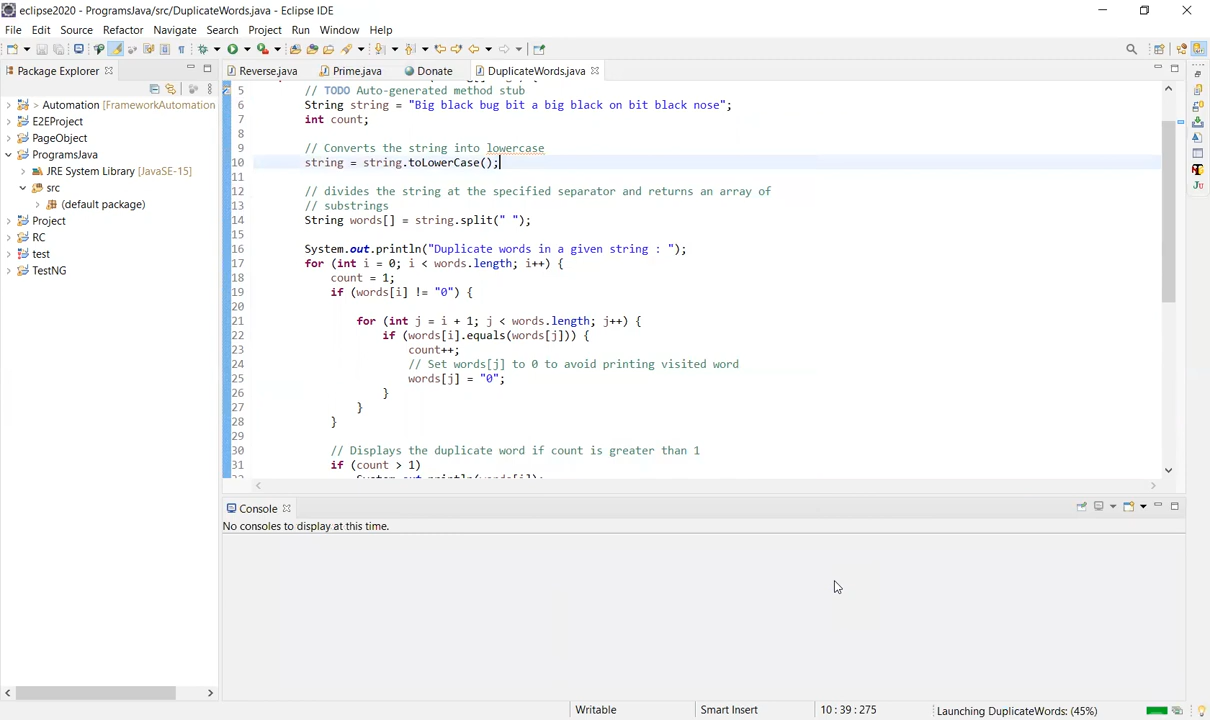 eclipse2020 - ProgramsJava/src/DuplicateWords.java - Eclipse IDE
File Edit Source Refactor Navigate Search Project Run Window Help
Package Explorer
> Automation [FrameworkAutomation
E2EProject
PageObject
ProgramsJava
JRE System Library [JavaSE-15]
src
(default package)
Project
RC
test
TestNG
Reverse.java Prime.java Donate DuplicateWords.java
5 // TODO Auto-generated method stub
6 String string = "Big black bug bit a big black on bit black nose";
7 int count;
8
9 // Converts the string into lowercase
10 string = string.toLowerCase();
11
12 // divides the string at the specified separator and returns an array of
13 // substrings
14 String words[] = string.split(" ");
15
16 System.out.println("Duplicate words in a given string : ");
17 for (int i = 0; i < words.length; i++) {
18 count = 1;
19 if (words[i] != "0") {
20
21 for (int j = i + 1; j < words.length; j++) {
22 if (words[i].equals(words[j])) {
23 count++;
24 // Set words[j] to 0 to avoid printing visited word
25 words[j] = "0";
26 }
27 }
28 }
29
30 // Displays the duplicate word if count is greater than 1
31 if (count > 1)
Console
No consoles to display at this time.
Writable Smart Insert 10 : 39 : 275 Launching DuplicateWords: (45%)